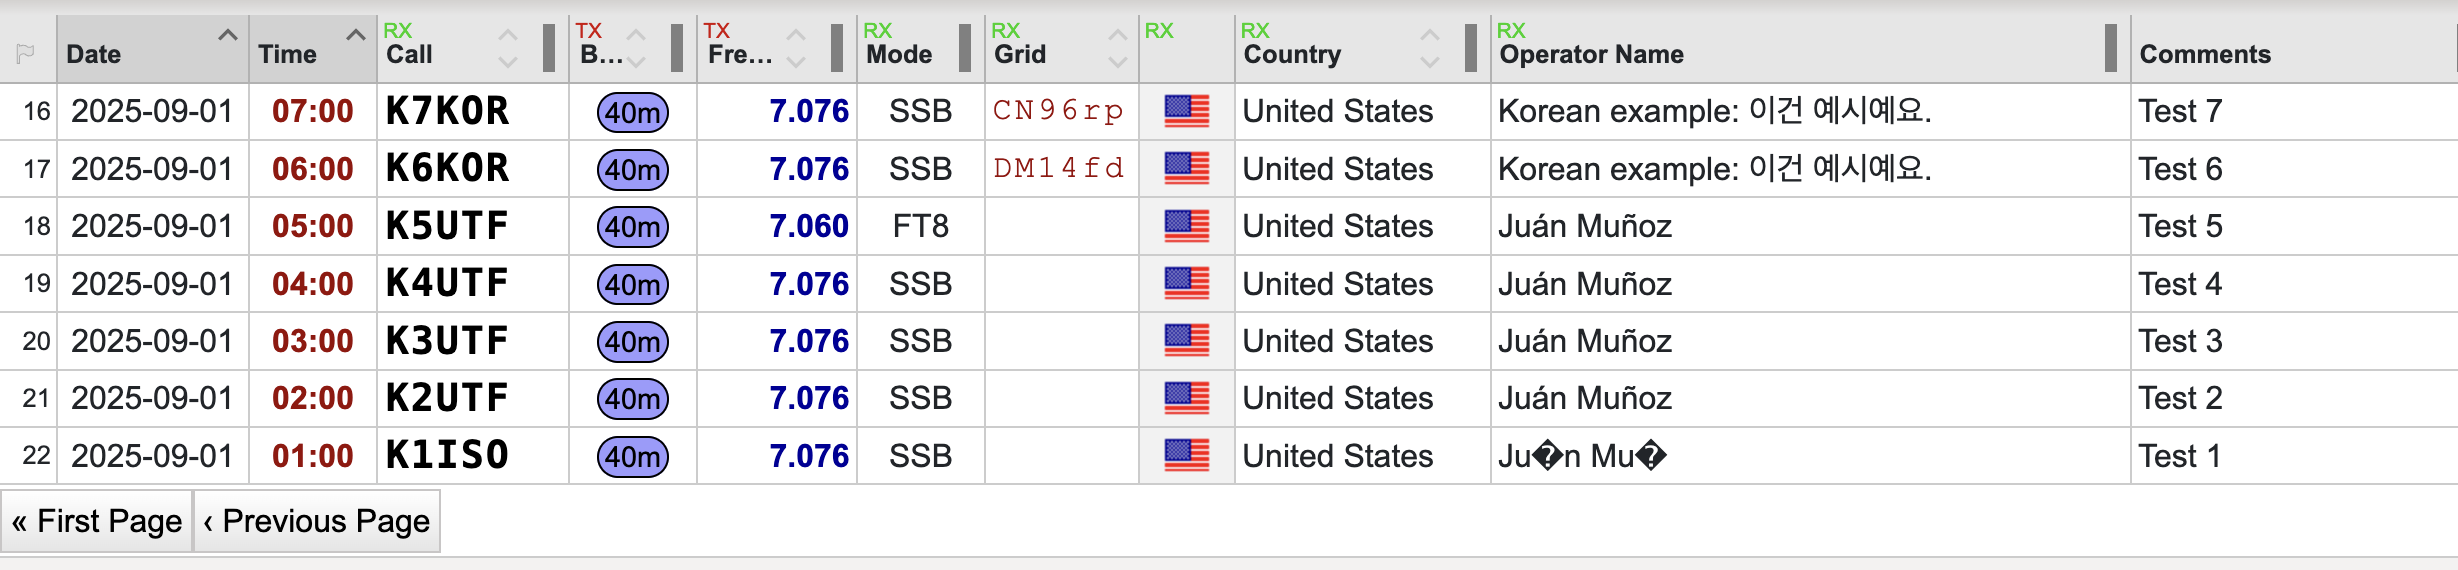 Date Time RX Call TX B... TX Fre... RX Mode RX Grid RX RX Country RX Operator Name Comments
16 2025-09-01 07:00 K7KOR 40m 7.076 SSB CN96rp United States Korean example: 이건 예시예요. Test 7
17 2025-09-01 06:00 K6KOR 40m 7.076 SSB DM14fd United States Korean example: 이건 예시예요. Test 6
18 2025-09-01 05:00 K5UTF 40m 7.060 FT8 United States Juán Muñoz Test 5
19 2025-09-01 04:00 K4UTF 40m 7.076 SSB United States Juán Muñoz Test 4
20 2025-09-01 03:00 K3UTF 40m 7.076 SSB United States Juán Muñoz Test 3
21 2025-09-01 02:00 K2UTF 40m 7.076 SSB United States Juán Muñoz Test 2
22 2025-09-01 01:00 K1ISO 40m 7.076 SSB United States Ju�n Mu� Test 1
« First Page ‹ Previous Page